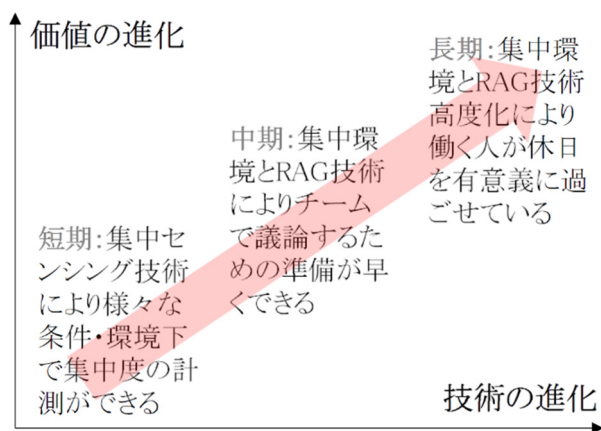 価値の進化
長期:集中環
境とRAG技術
高度化により
働く人が休日
を有意義に過
ごせている
中期:集中環
境とRAG技術
によりチーム
で議論するた
めの準備が早
くできる
短期:集中セ
ンシング技術
により様々な
条件・環境下
で集中度の計
測ができる
技術の進化